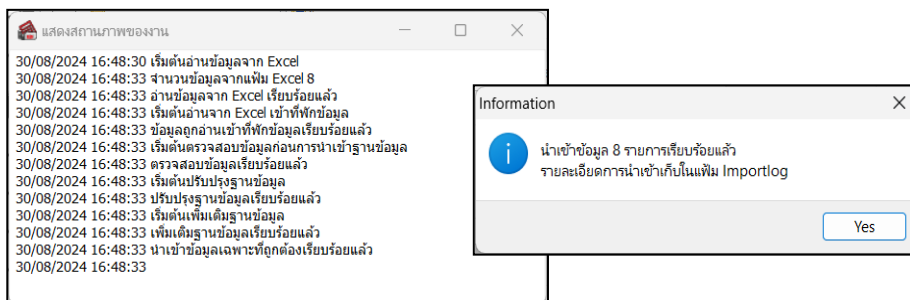 แสดงสถานภาพของงาน
30/08/2024 16:48:30 เริ่มต้นอ่านข้อมูลจาก Excel
30/08/2024 16:48:33 จำนวนข้อมูลจากแฟ้ม Excel 8
30/08/2024 16:48:33 อ่านข้อมูลจาก Excel เรียบร้อยแล้ว
30/08/2024 16:48:33 เริ่มต้นอ่านจาก Excel เข้าที่พักข้อมูล
30/08/2024 16:48:33 ข้อมูลถูกอ่านเข้าที่พักข้อมูลเรียบร้อยแล้ว
30/08/2024 16:48:33 เริ่มต้นตรวจสอบข้อมูลก่อนการนำเข้าฐานข้อมูล
30/08/2024 16:48:33 ตรวจสอบข้อมูลเรียบร้อยแล้ว
30/08/2024 16:48:33 เริ่มต้นปรับปรุงฐานข้อมูล
30/08/2024 16:48:33 ปรับปรุงฐานข้อมูลเรียบร้อยแล้ว
30/08/2024 16:48:33 เริ่มต้นเพิ่มเติมฐานข้อมูล
30/08/2024 16:48:33 เพิ่มเติมฐานข้อมูลเรียบร้อยแล้ว
30/08/2024 16:48:33 นำเข้าข้อมูลเฉพาะที่ถูกต้องเรียบร้อยแล้ว
30/08/2024 16:48:33
Information
นำเข้าข้อมูล 8 รายการเรียบร้อยแล้ว
รายละเอียดการนำเข้าเก็บในแฟ้ม Importlog
Yes